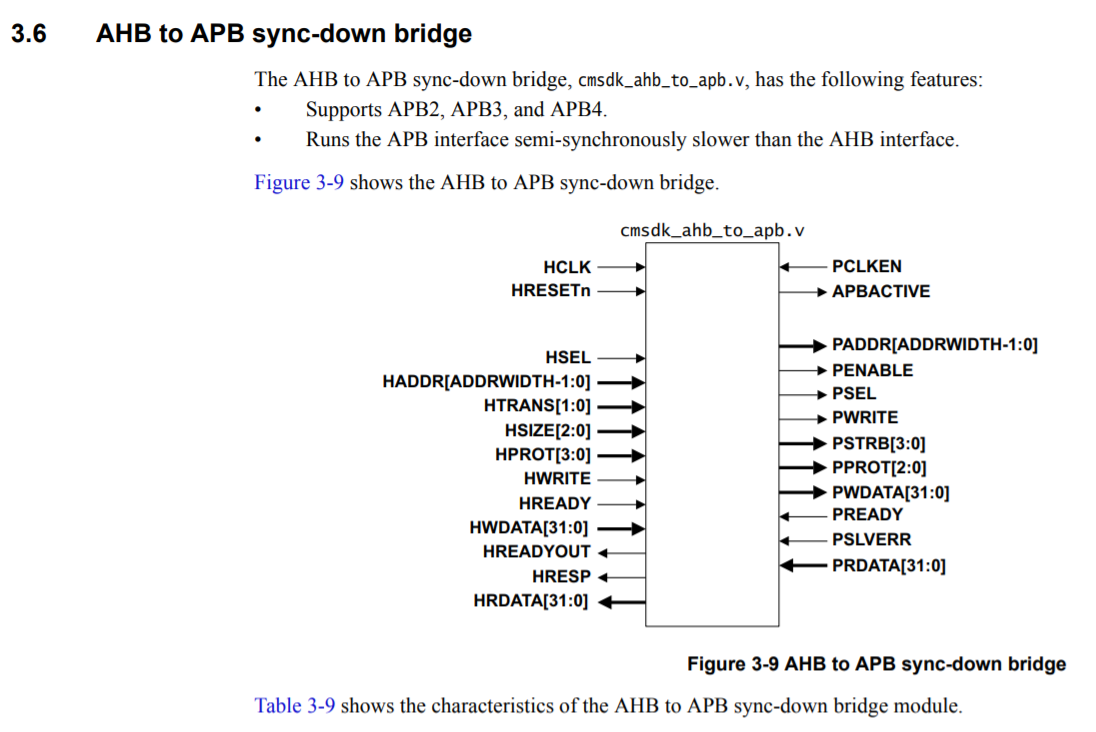 3.6 AHB to APB sync-down bridge
The AHB to APB sync-down bridge, cmsdk_ahb_to_apb.v, has the following features:
• Supports APB2, APB3, and APB4.
• Runs the APB interface semi-synchronously slower than the AHB interface.
Figure 3-9 shows the AHB to APB sync-down bridge.
cmsdk_ahb_to_apb.v
HCLK
HRESETn
HSEL
HADDR[ADDRWIDTH-1:0]
HTRANS[1:0]
HSIZE[2:0]
HPROT[3:0]
HWRITE
HREADY
HWDATA[31:0]
HREADYOUT
HRESP
HRDATA[31:0]
PCLKEN
APBACTIVE
PADDR[ADDRWIDTH-1:0]
PENABLE
PSEL
PWRITE
PSTRB[3:0]
PPROT[2:0]
PWDATA[31:0]
PREADY
PSLVERR
PRDATA[31:0]
Figure 3-9 AHB to APB sync-down bridge
Table 3-9 shows the characteristics of the AHB to APB sync-down bridge module.